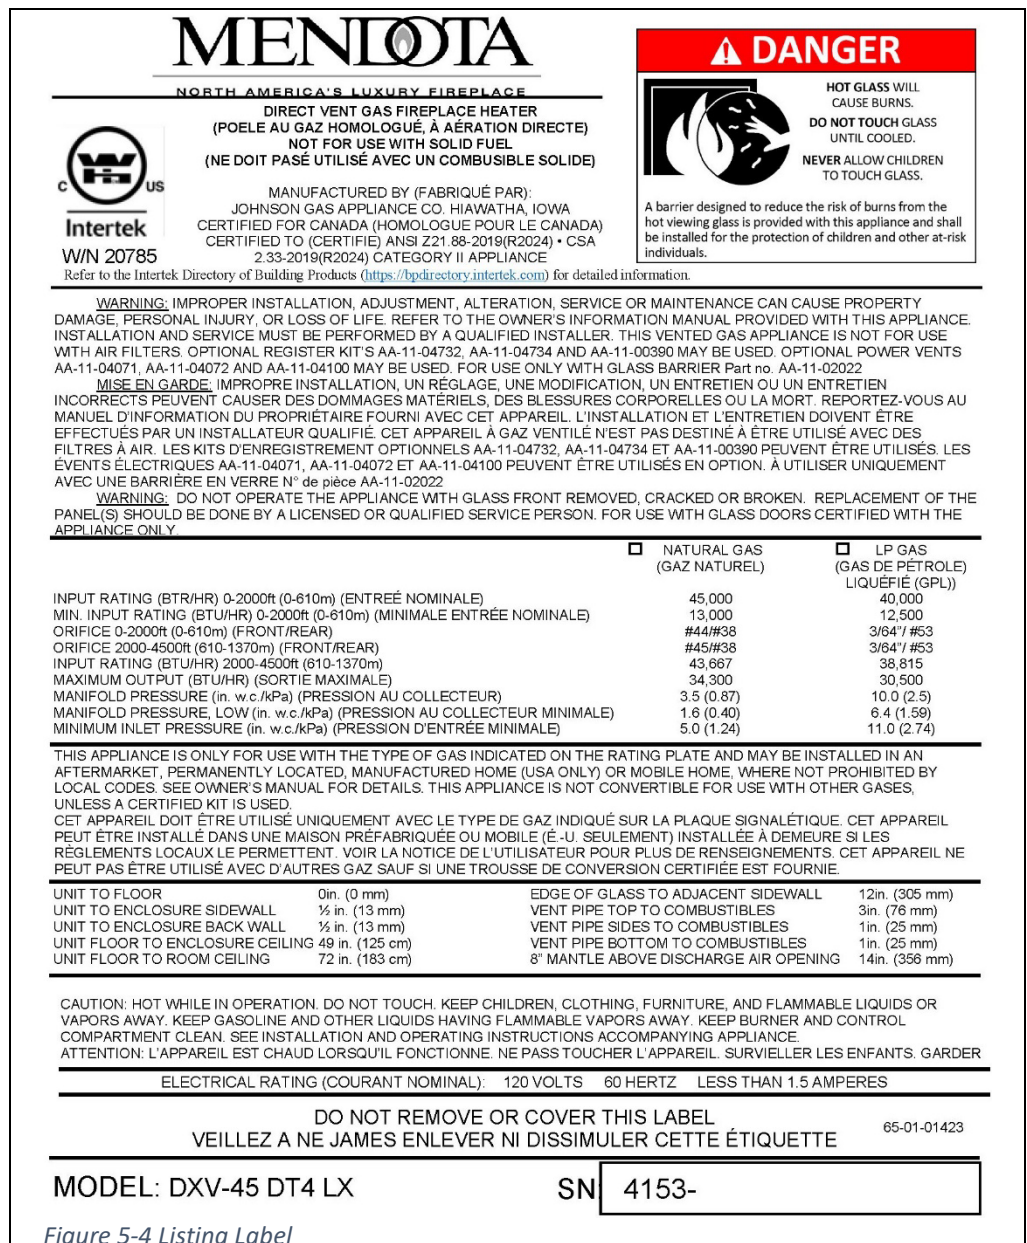 MENDOTA
NORTH AMERICA'S LUXURY FIREPLACE
DIRECT VENT GAS FIREPLACE HEATER
(POELE AU GAZ HOMOLOGUÉ, À AÉRATION DIRECTE)
NOT FOR USE WITH SOLID FUEL
(NE DOIT PASÉ UTILISÉ AVEC UN COMBUSIBLE SOLIDE)
C US
Intertek
W/N 20785
MANUFACTURED BY (FABRIQUÉ PAR):
JOHNSON GAS APPLIANCE CO. HIAWATHA, IOWA
CERTIFIED FOR CANADA (HOMOLOGUE POUR LE CANADA)
CERTIFIED TO (CERTIFIE) ANSI Z21.88-2019(R2024) • CSA
2.33-2019(R2024) CATEGORY II APPLIANCE
Refer to the Intertek Directory of Building Products (https://bpdirectory.intertek.com) for detailed information.
DANGER
HOT GLASS WILL
CAUSE BURNS.
DO NOT TOUCH GLASS
UNTIL COOLED.
NEVER ALLOW CHILDREN
TO TOUCH GLASS.
A barrier designed to reduce the risk of burns from the
hot viewing glass is provided with this appliance and shall
be installed for the protection of children and other at-risk
individuals.
WARNING: IMPROPER INSTALLATION, ADJUSTMENT, ALTERATION, SERVICE OR MAINTENANCE CAN CAUSE PROPERTY
DAMAGE, PERSONAL INJURY, OR LOSS OF LIFE. REFER TO THE OWNER'S INFORMATION MANUAL PROVIDED WITH THIS APPLIANCE.
INSTALLATION AND SERVICE MUST BE PERFORMED BY A QUALIFIED INSTALLER. THIS VENTED GAS APPLIANCE IS NOT FOR USE
WITH AIR FILTERS. OPTIONAL REGISTER KIT'S AA-11-04732, AA-11-04734 AND AA-11-00390 MAY BE USED. OPTIONAL POWER VENTS
AA-11-04071, AA-11-04072 AND AA-11-04100 MAY BE USED. FOR USE ONLY WITH GLASS BARRIER Part no. AA-11-02022
MISE EN GARDE: IMPROPRE INSTALLATION, UN RÉGLAGE, UNE MODIFICATION, UN ENTRETIEN OU UN ENTRETIEN
INCORRECTS PEUVENT CAUSER DES DOMMAGES MATÉRIELS, DES BLESSURES CORPORELLES OU LA MORT. REPORTEZ-VOUS AU
MANUEL D'INFORMATION DU PROPRIÉTAIRE FOURNI AVEC CET APPAREIL. L'INSTALLATION ET L'ENTRETIEN DOIVENT ÊTRE
EFFECTUÉS PAR UN INSTALLATEUR QUALIFIÉ. CET APPAREIL À GAZ VENTILÉ N'EST PAS DESTINÉ À ÊTRE UTILISÉ AVEC DES
FILTRES À AIR. LES KITS D'ENREGISTREMENT OPTIONNELS AA-11-04732, AA-11-04734 ET AA-11-00390 PEUVENT ÊTRE UTILISÉS. LES
ÉVENTS ÉLECTRIQUES AA-11-04071, AA-11-04072 ET AA-11-04100 PEUVENT ÊTRE UTILISÉS EN OPTION. À UTILISER UNIQUEMENT
AVEC UNE BARRIÈRE EN VERRE N° de pièce AA-11-02022
WARNING: DO NOT OPERATE THE APPLIANCE WITH GLASS FRONT REMOVED, CRACKED OR BROKEN. REPLACEMENT OF THE
PANEL(S) SHOULD BE DONE BY A LICENSED OR QUALIFIED SERVICE PERSON. FOR USE WITH GLASS DOORS CERTIFIED WITH THE
APPLIANCE ONLY.
☐ NATURAL GAS ☐ LP GAS
(GAZ NATUREL) (GAS DE PÉTROLE)
LIQUÉFIÉ (GPL))
INPUT RATING (BTR/HR) 0-2000ft (0-610m) (ENTREÉ NOMINALE) 45,000 40,000
MIN. INPUT RATING (BTU/HR) 0-2000ft (0-610m) (MINIMALE ENTRÉE NOMINALE) 13,000 12,500
ORIFICE 0-2000ft (0-610m) (FRONT/REAR) #44/#38 3/64"/ #53
ORIFICE 2000-4500ft (610-1370m) (FRONT/REAR) #45/#38 3/64"/ #53
INPUT RATING (BTU/HR) 2000-4500ft (610-1370m) 43,667 38,815
MAXIMUM OUTPUT (BTU/HR) (SORTIE MAXIMALE) 34,300 30,500
MANIFOLD PRESSURE (in. w.c./kPa) (PRESSION AU COLLECTEUR) 3.5 (0.87) 10.0 (2.5)
MANIFOLD PRESSURE, LOW (in. w.c./kPa) (PRESSION AU COLLECTEUR MINIMALE) 1.6 (0.40) 6.4 (1.59)
MINIMUM INLET PRESSURE (in. w.c./kPa) (PRESSION D'ENTRÉE MINIMALE) 5.0 (1.24) 11.0 (2.74)
THIS APPLIANCE IS ONLY FOR USE WITH THE TYPE OF GAS INDICATED ON THE RATING PLATE AND MAY BE INSTALLED IN AN
AFTERMARKET, PERMANENTLY LOCATED, MANUFACTURED HOME (USA ONLY) OR MOBILE HOME, WHERE NOT PROHIBITED BY
LOCAL CODES. SEE OWNER'S MANUAL FOR DETAILS. THIS APPLIANCE IS NOT CONVERTIBLE FOR USE WITH OTHER GASES,
UNLESS A CERTIFIED KIT IS USED.
CET APPAREIL DOIT ÊTRE UTILISÉ UNIQUEMENT AVEC LE TYPE DE GAZ INDIQUÉ SUR LA PLAQUE SIGNALÉTIQUE. CET APPAREIL
PEUT ÊTRE INSTALLÉ DANS UNE MAISON PRÉFABRIQUÉE OU MOBILE (É.-U. SEULEMENT) INSTALLÉE À DEMEURE SI LES
RÈGLEMENTS LOCAUX LE PERMETTENT. VOIR LA NOTICE DE L'UTILISATEUR POUR PLUS DE RENSEIGNEMENTS. CET APPAREIL NE
PEUT PAS ÊTRE UTILISÉ AVEC D'AUTRES GAZ SAUF SI UNE TROUSSE DE CONVERSION CERTIFIÉE EST FOURNIE.
UNIT TO FLOOR 0in. (0 mm) EDGE OF GLASS TO ADJACENT SIDEWALL 12in. (305 mm)
UNIT TO ENCLOSURE SIDEWALL ½ in. (13 mm) VENT PIPE TOP TO COMBUSTIBLES 3in. (76 mm)
UNIT TO ENCLOSURE BACK WALL ½ in. (13 mm) VENT PIPE SIDES TO COMBUSTIBLES 1in. (25 mm)
UNIT FLOOR TO ENCLOSURE CEILING 49 in. (125 cm) VENT PIPE BOTTOM TO COMBUSTIBLES 1in. (25 mm)
UNIT FLOOR TO ROOM CEILING 72 in. (183 cm) 8" MANTLE ABOVE DISCHARGE AIR OPENING 14in. (356 mm)
CAUTION: HOT WHILE IN OPERATION. DO NOT TOUCH. KEEP CHILDREN, CLOTHING, FURNITURE, AND FLAMMABLE LIQUIDS OR
VAPORS AWAY. KEEP GASOLINE AND OTHER LIQUIDS HAVING FLAMMABLE VAPORS AWAY. KEEP BURNER AND CONTROL
COMPARTMENT CLEAN. SEE INSTALLATION AND OPERATING INSTRUCTIONS ACCOMPANYING APPLIANCE.
ATTENTION: L'APPAREIL EST CHAUD LORSQU'IL FONCTIONNE. NE PASS TOUCHER L'APPAREIL. SURVIELLER LES ENFANTS. GARDER
ELECTRICAL RATING (COURANT NOMINAL): 120 VOLTS 60 HERTZ LESS THAN 1.5 AMPERES
DO NOT REMOVE OR COVER THIS LABEL
VEILLEZ A NE JAMES ENLEVER NI DISSIMULER CETTE ÉTIQUETTE
65-01-01423
MODEL: DXV-45 DT4 LX SN: 4153-
Figure 5-4 Listing Label